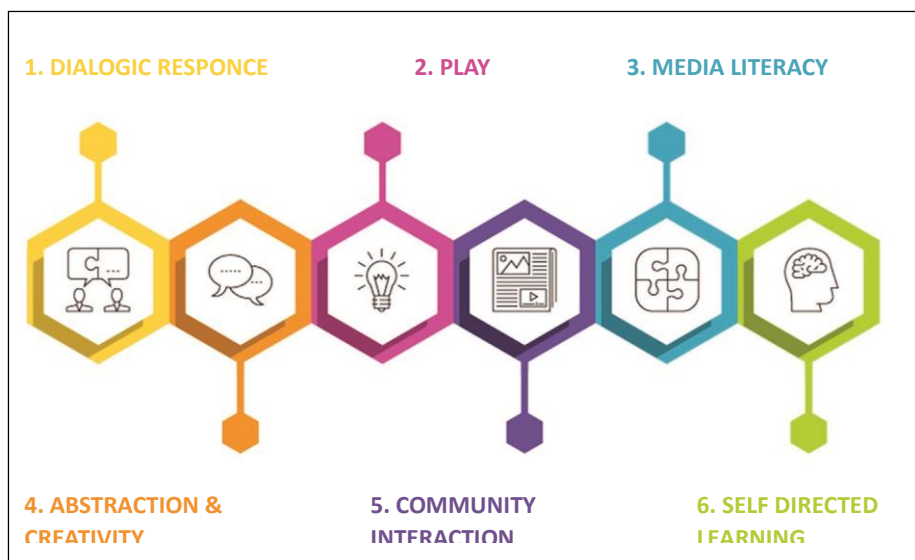 1. DIALOGIC RESPONCE
2. PLAY
3. MEDIA LITERACY
4. ABSTRACTION &
CREATIVITY
5. COMMUNITY
INTERACTION
6. SELF DIRECTED
LEARNING